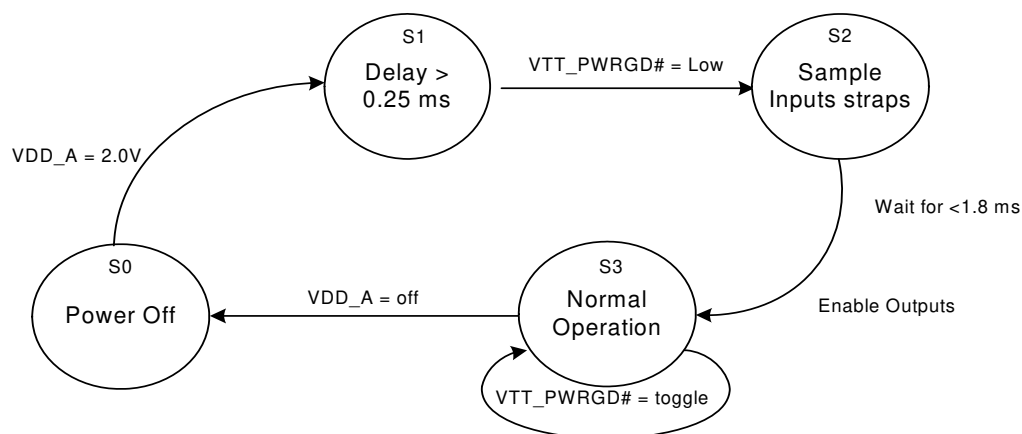 S1
Delay >
0.25 ms
VTT_PWRGD# = Low
S2
Sample
Inputs straps
VDD_A = 2.0V
Wait for <1.8 ms
S0
Power Off
VDD_A = off
S3
Normal
Operation
Enable Outputs
VTT_PWRGD# = toggle